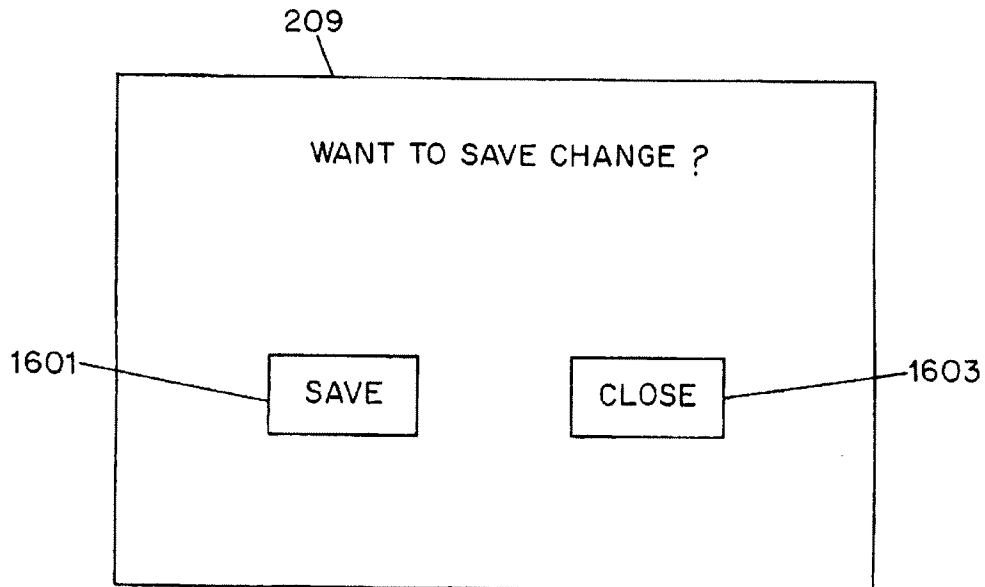 209
WANT TO SAVE CHANGE ?
1601
SAVE
CLOSE
1603